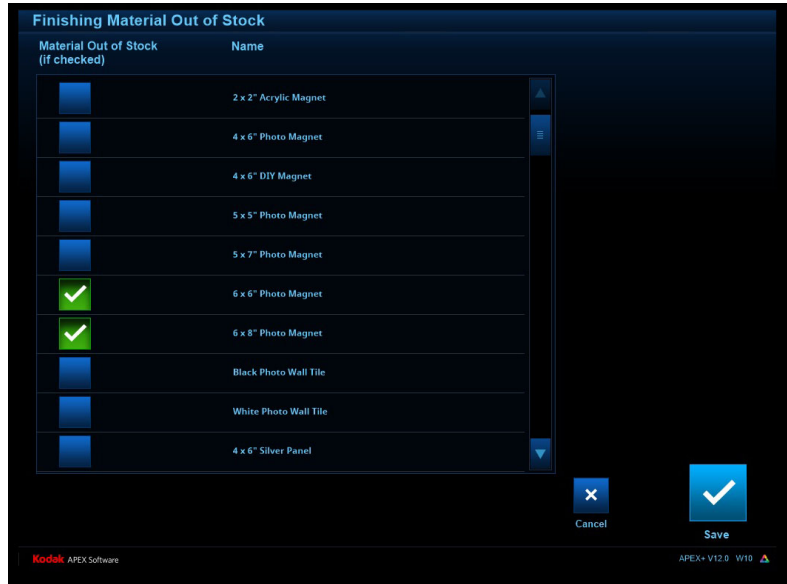 Finishing Material Out of Stock
Material Out of Stock
(if checked)
Name
2 x 2" Acrylic Magnet
4 x 6" Photo Magnet
4 x 6" DIY Magnet
5 x 5" Photo Magnet
5 x 7" Photo Magnet
6 x 6" Photo Magnet
6 x 8" Photo Magnet
Black Photo Wall Tile
White Photo Wall Tile
4 x 6" Silver Panel
Cancel
Save
Kodak APEX Software
APEX+ V12.0 W10